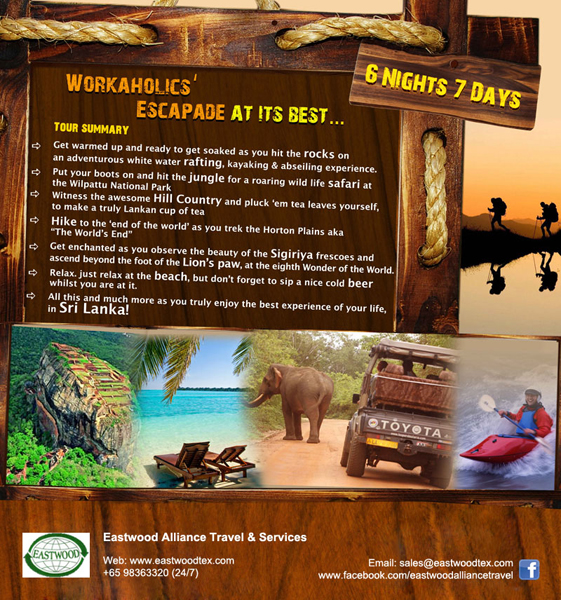 6 Nights 7 Days
Workaholics'
Escapade at its best...
Tour summary
Get warmed up and ready to get soaked as you hit the rocks on
an adventurous white water rafting, kayaking & abseiling experience.
Put your boots on and hit the jungle for a roaring wild life safari at
the Wilpattu National Park
Witness the awesome Hill Country and pluck 'em tea leaves yourself,
to make a truly Lankan cup of tea
Hike to the 'end of the world' as you trek the Horton Plains aka
"The World's End"
Get enchanted as you observe the beauty of the Sigiriya frescoes and
ascend beyond the foot of the Lion's paw, at the eighth Wonder of the World.
Relax. just relax at the beach, but don't forget to sip a nice cold beer
whilst you are at it.
All this and much more as you truly enjoy the best experience of your life,
in Sri Lanka!
TOYOTA
EASTWOOD
Eastwood Alliance Travel & Services
Web: www.eastwoodtex.com
+65 98363320 (24/7)
Email: sales@eastwoodtex.com
www.facebook.com/eastwoodalliancetravel
f